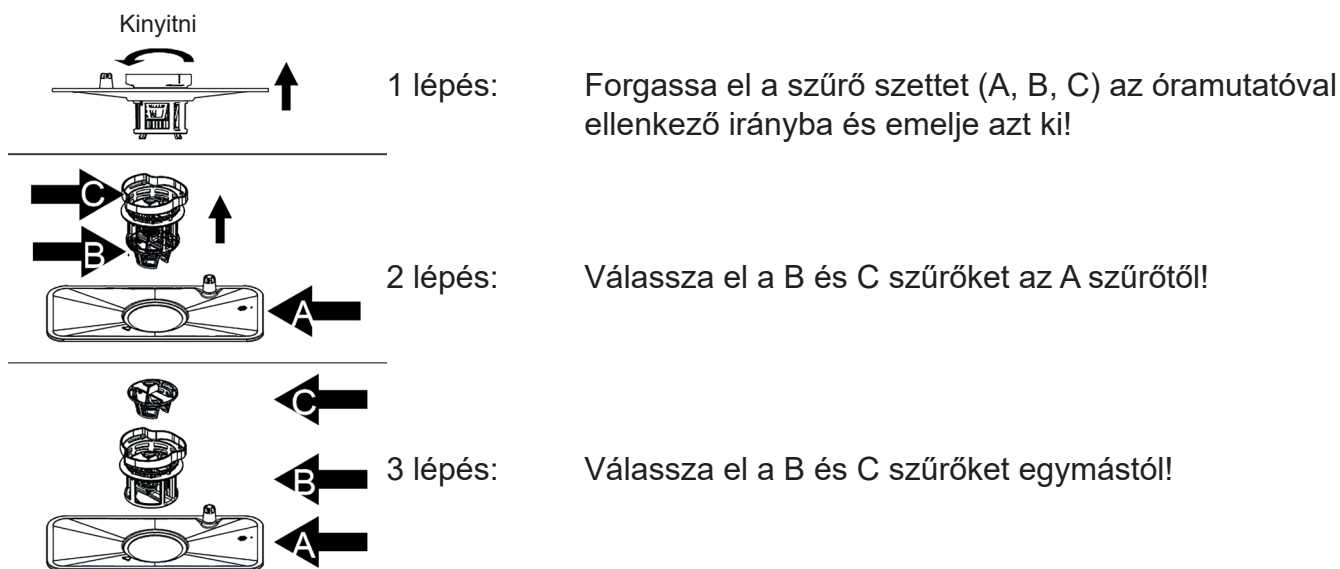 Kinyitni
1 lépés: Forgassa el a szűrő szettet (A, B, C) az óramutatóval
ellenkező irányba és emelje azt ki!
C
B
A
2 lépés: Válassza el a B és C szűrőket az A szűrőtől!
C
B
A
3 lépés: Válassza el a B és C szűrőket egymástól!